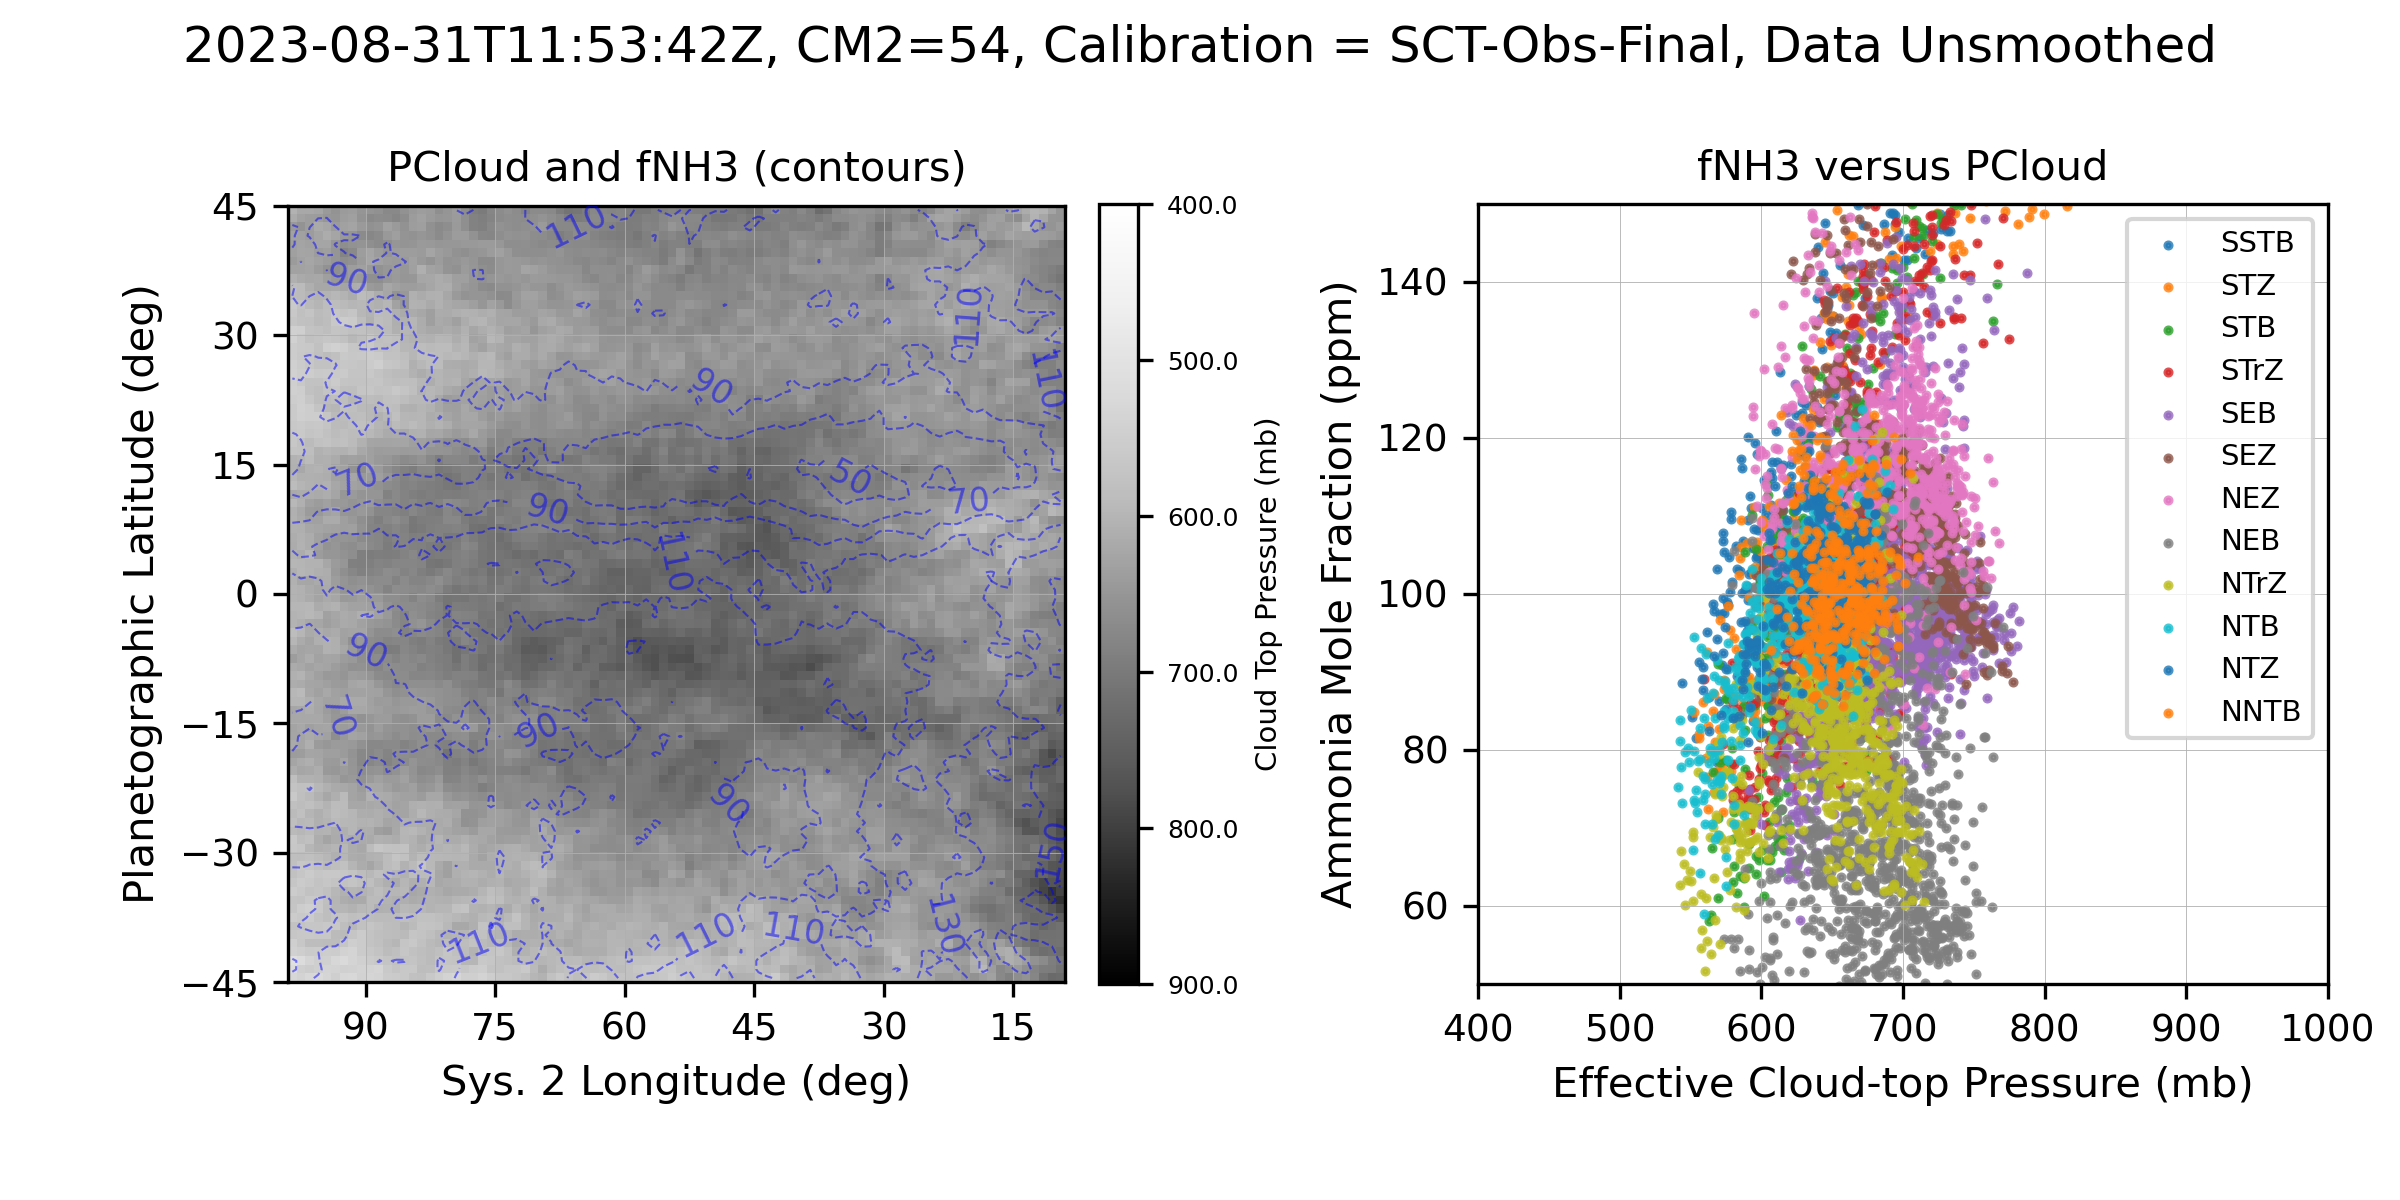 2023-08-31T11:53:42Z, CM2=54, Calibration = SCT-Obs-Final, Data Unsmoothed
PCloud and fNH3 (contours)
Planetographic Latitude (deg)
45
30
15
0
−15
−30
−45
90
75
60
45
30
15
Sys. 2 Longitude (deg)
110
90
110
110
90
70
90
50
70
110
90
70
90
90
150
110
110
110
130
400.0
500.0
600.0
700.0
800.0
900.0
Cloud Top Pressure (mb)
fNH3 versus PCloud
Ammonia Mole Fraction (ppm)
140
120
100
80
60
400
500
600
700
800
900
1000
Effective Cloud-top Pressure (mb)
SSTB
STZ
STB
STrZ
SEB
SEZ
NEZ
NEB
NTrZ
NTB
NTZ
NNTB